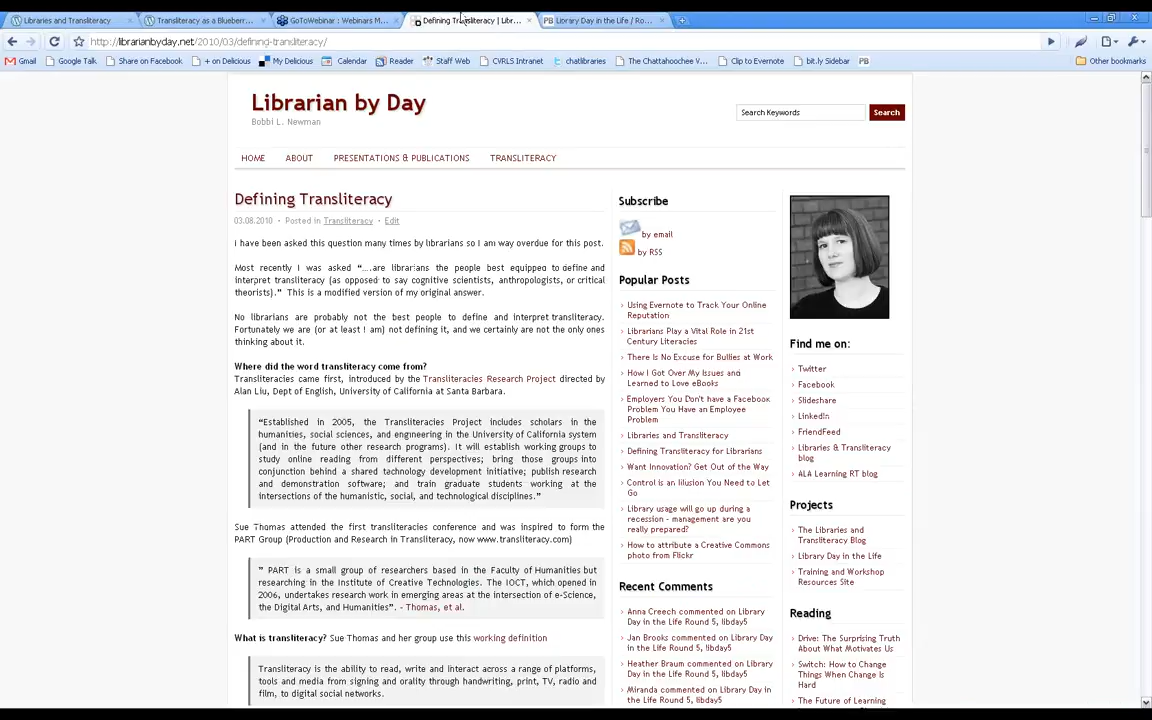 Libraries and Transliteracy
Transliteracy as a Blueberr...
GoToWebinar : Webinars M...
Defining Transliteracy | Libr...
Library Day in the Life / Ro...
http://librarianbyday.net/2010/03/defining-transliteracy/
Gmail
Google Talk
Share on Facebook
+ on Delicious
My Delicious
Calendar
Reader
Staff Web
CVRLS Intranet
chatlibraries
The Chattahoochee V...
Clip to Evernote
bit.ly Sidebar
PB
Other bookmarks
Librarian by Day
Bobbi L. Newman
Search Keywords
Search
HOME
ABOUT
PRESENTATIONS & PUBLICATIONS
TRANSLITERACY
Defining Transliteracy
03.08.2010 • Posted in Transliteracy • Edit
I have been asked this question many times by librarians so I am way overdue for this post.
Most recently I was asked “....are librarians the people best equipped to define and
interpret transliteracy (as opposed to say cognitive scientists, anthropologists, or critical
theorists).” This is a modified version of my original answer.
No librarians are probably not the best people to define and interpret transliteracy.
Fortunately we are (or at least I am) not defining it, and we certainly are not the only ones
thinking about it.
Where did the word transliteracy come from?
Transliteracies came first, introduced by the Transliteracies Research Project directed by
Alan Liu, Dept of English, University of California at Santa Barbara.
“Established in 2005, the Transliteracies Project includes scholars in the
humanities, social sciences, and engineering in the University of California system
(and in the future other research programs). It will establish working groups to
study online reading from different perspectives; bring those groups into
conjunction behind a shared technology development initiative; publish research
and demonstration software; and train graduate students working at the
intersections of the humanistic, social, and technological disciplines.”
Sue Thomas attended the first transliteracies conference and was inspired to form the
PART Group (Production and Research in Transliteracy, now www.transliteracy.com)
” PART is a small group of researchers based in the Faculty of Humanities but
researching in the Institute of Creative Technologies. The IOCT, which opened in
2006, undertakes research work in emerging areas at the intersection of e-Science,
the Digital Arts, and Humanities”. - Thomas, et al.
What is transliteracy? Sue Thomas and her group use this working definition
Transliteracy is the ability to read, write and interact across a range of platforms,
tools and media from signing and orality through handwriting, print, TV, radio and
film, to digital social networks.
Subscribe
by email
by RSS
Popular Posts
Using Evernote to Track Your Online
Reputation
Librarians Play a Vital Role in 21st
Century Literacies
There Is No Excuse for Bullies at Work
How I Got Over My Issues and
Learned to Love eBooks
Employers You Don't have a Facebook
Problem You Have an Employee
Problem
Libraries and Transliteracy
Defining Transliteracy for Librarians
Want Innovation? Get Out of the Way
Control is an Illusion You Need to Let
Go
Library usage will go up during a
recession - management are you
really prepared?
How to attribute a Creative Commons
photo from Flickr
Recent Comments
Anna Creech commented on Library
Day in the Life Round 5, libday5
Jan Brooks commented on Library Day
in the Life Round 5, libday5
Heather Braum commented on Library
Day in the Life Round 5, libday5
Miranda commented on Library Day in
the Life Round 5, libday5
Find me on:
Twitter
Facebook
Slideshare
LinkedIn
FriendFeed
Libraries & Transliteracy
blog
ALA Learning RT blog
Projects
The Libraries and
Transliteracy Blog
Library Day in the Life
Training and Workshop
Resources Site
Reading
Drive: The Surprising Truth
About What Motivates Us
Switch: How to Change
Things When Change Is
Hard
The Future of Learning